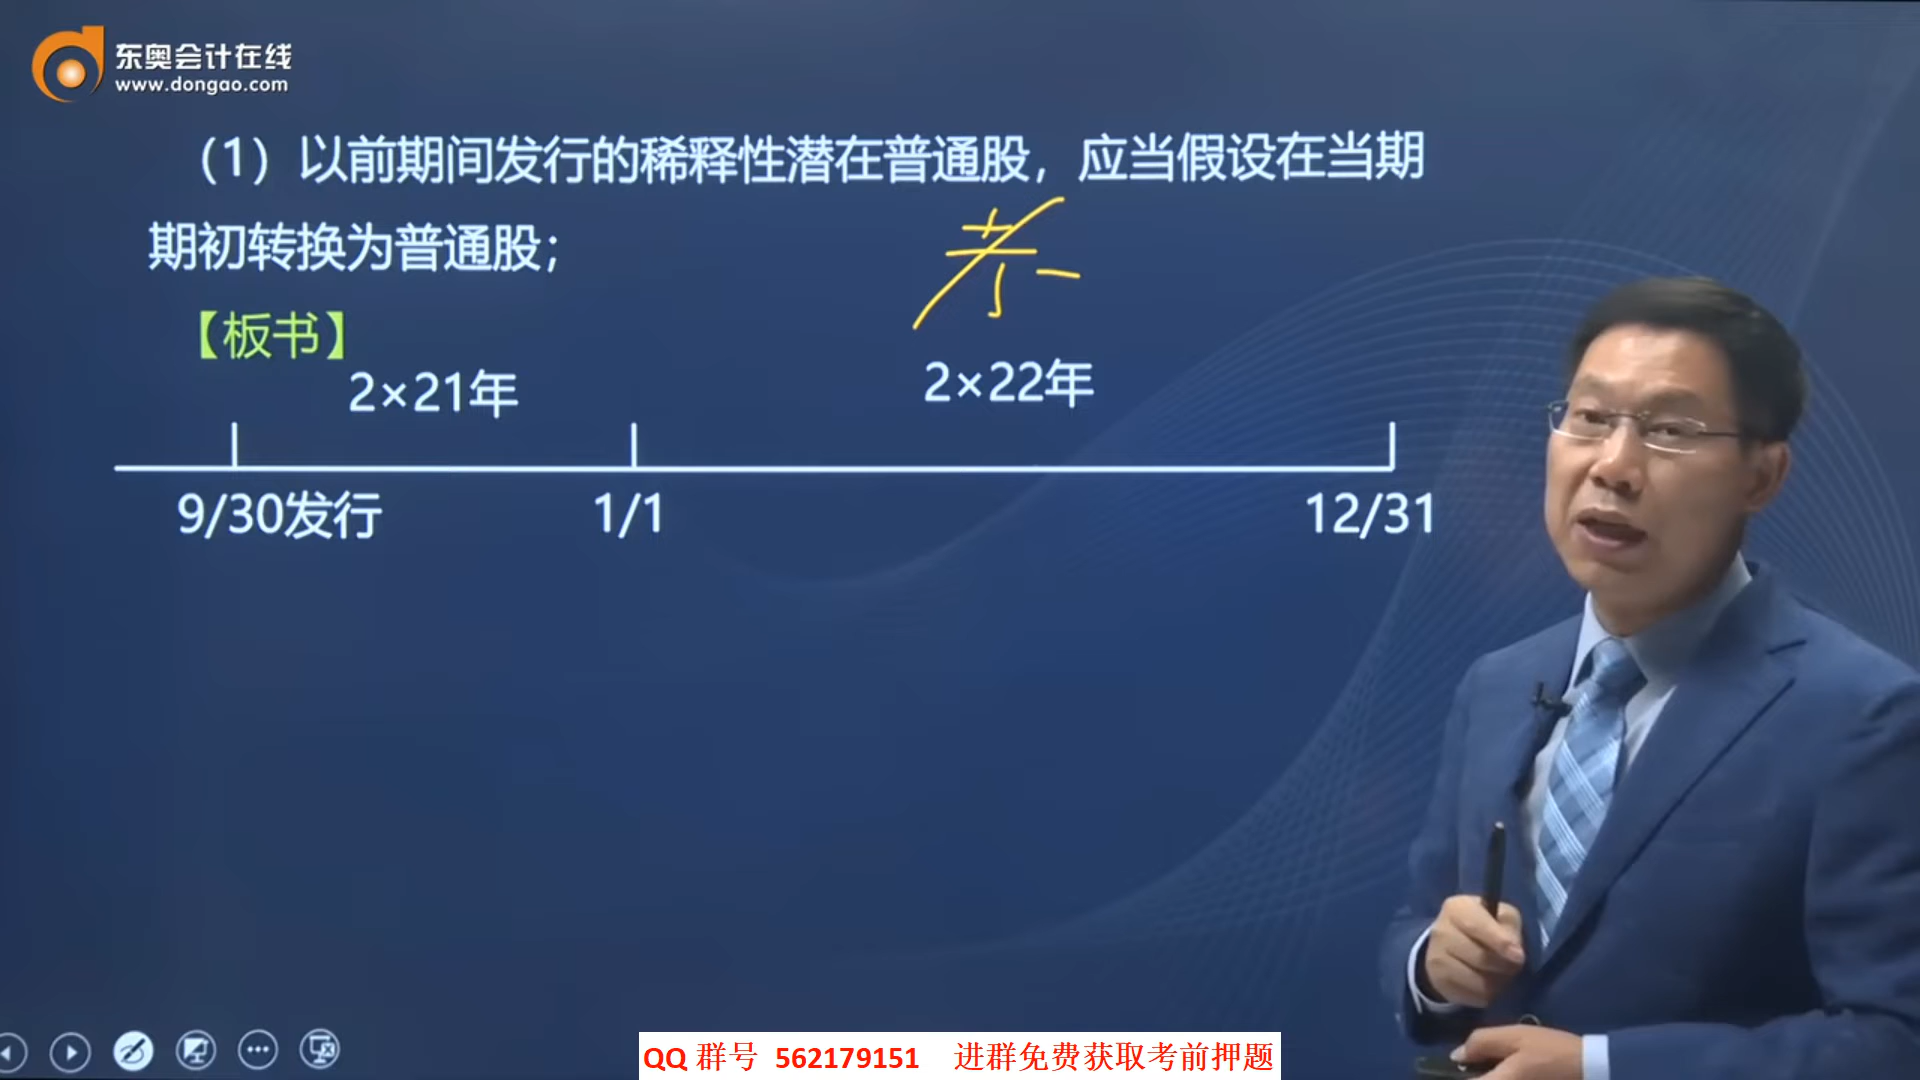 东奥会计在线
www.dongao.com
（1）以前期间发行的稀释性潜在普通股，应当假设在当期
期初转换为普通股；
【板书】
2×21年
2×22年
9/30发行
1/1
12/31
QQ 群号 562179151 进群免费获取考前押题